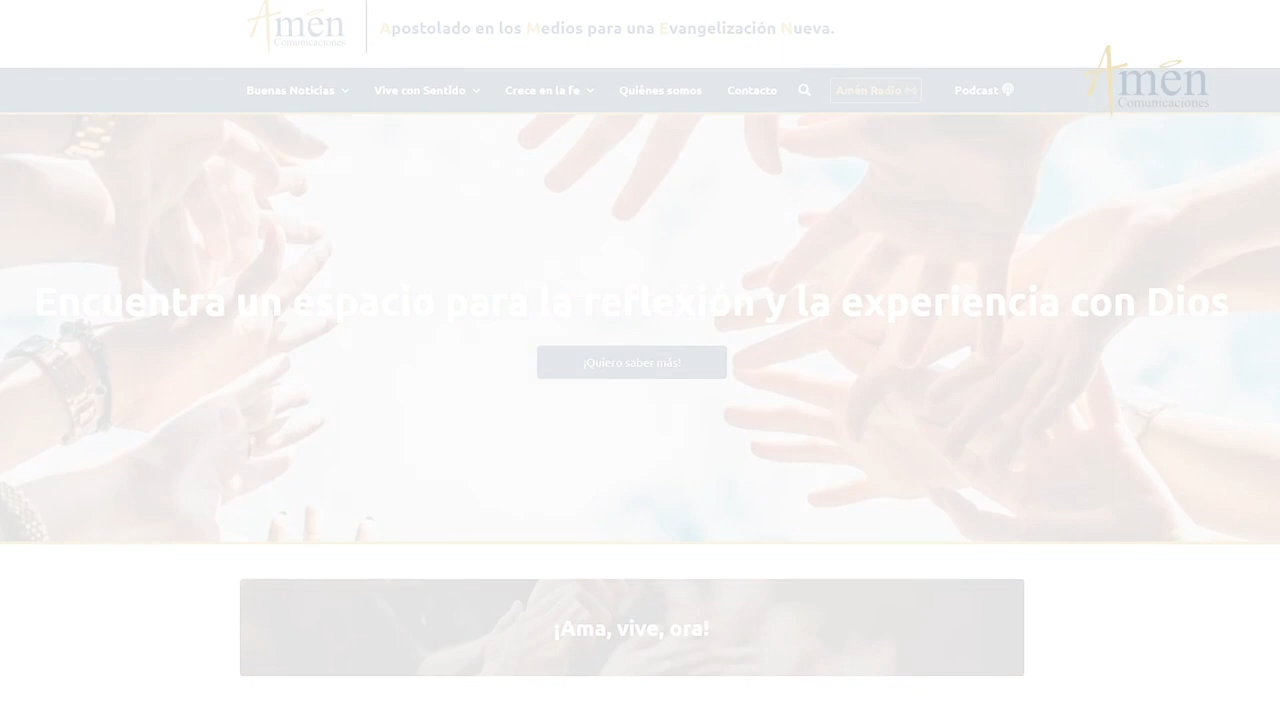 Amén
Comunicaciones
Apostolado en los Medios para una Evangelización Nueva.
Buenas Noticias
Vive con Sentido
Crece en la fe
Quiénes somos
Contacto
Amén Radio
Podcast
Amén
Comunicaciones
Encuentra un espacio para la reflexión y la experiencia con Dios
¡Quiero saber más!
¡Ama, vive, ora!